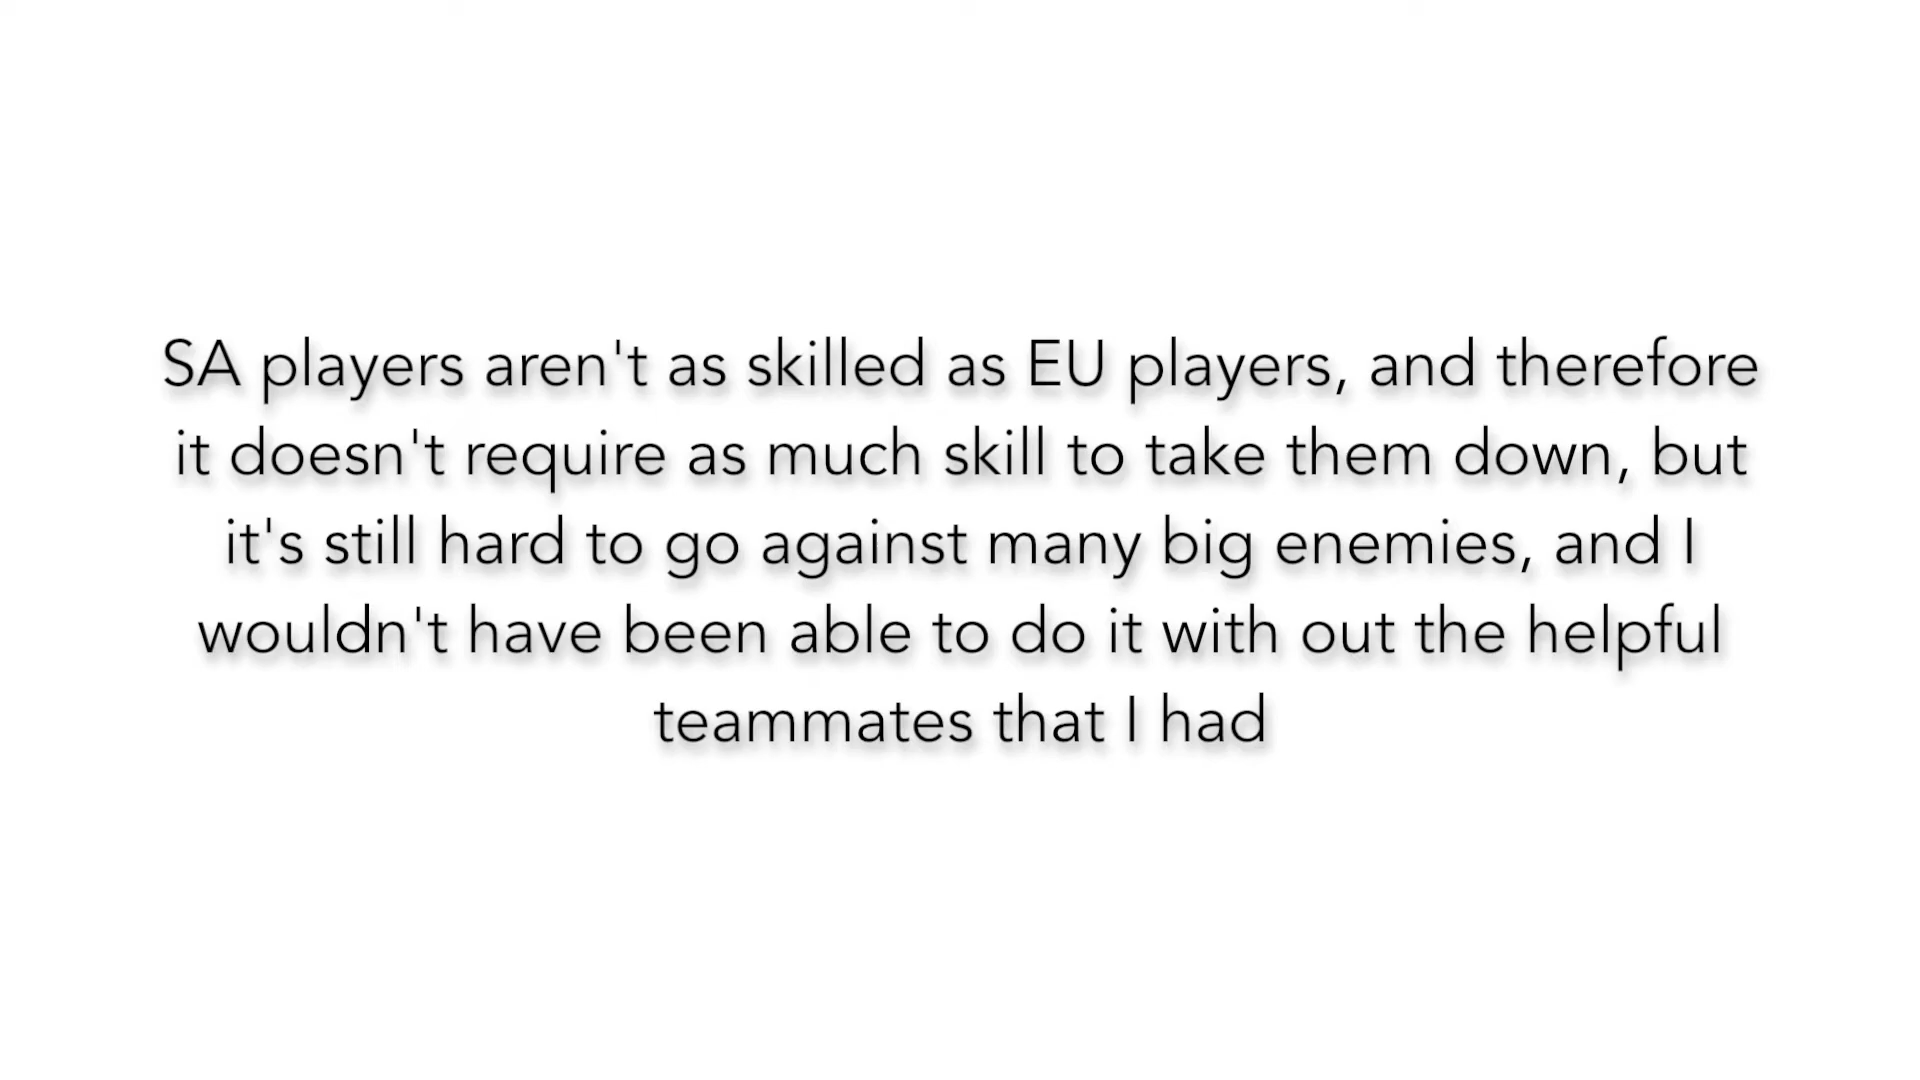 SA players aren't as skilled as EU players, and therefore
it doesn't require as much skill to take them down, but
it's still hard to go against many big enemies, and I
wouldn't have been able to do it with out the helpful
teammates that I had